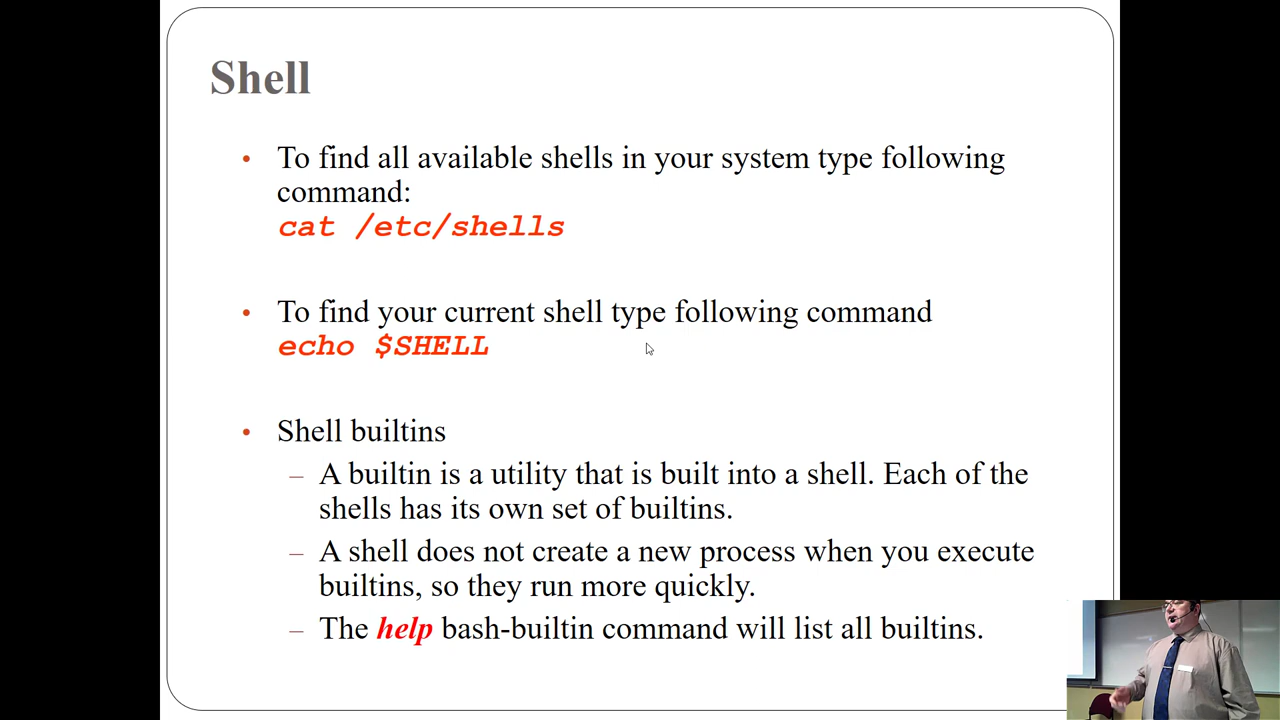 Shell
• To find all available shells in your system type following
command:
cat /etc/shells
• To find your current shell type following command
echo $SHELL
• Shell builtins
– A builtin is a utility that is built into a shell. Each of the
shells has its own set of builtins.
– A shell does not create a new process when you execute
builtins, so they run more quickly.
– The help bash-builtin command will list all builtins.